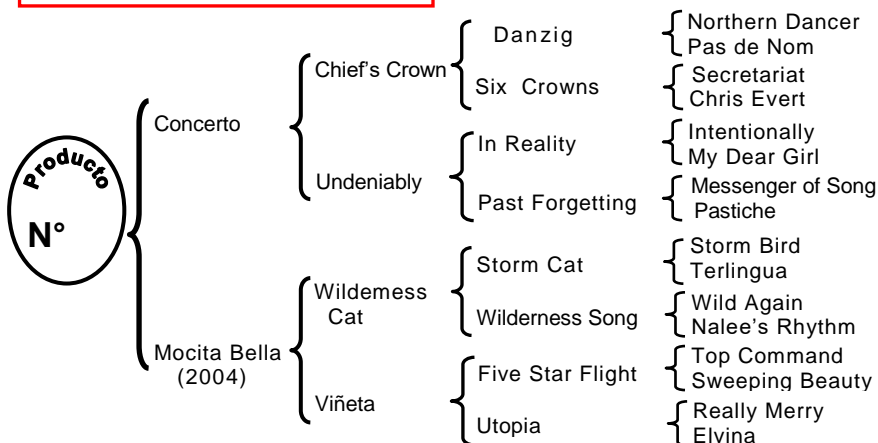 Producto
N°
Concerto
Mocita Bella
(2004)
Chief's Crown
Undeniably
Wildemess
Cat
Viñeta
Danzig
Six Crowns
In Reality
Past Forgetting
Storm Cat
Wilderness Song
Five Star Flight
Utopia
Northern Dancer
Pas de Nom
Secretariat
Chris Evert
Intentionally
My Dear Girl
Messenger of Song
Pastiche
Storm Bird
Terlingua
Wild Again
Nalee's Rhythm
Top Command
Sweeping Beauty
Really Merry
Elvina